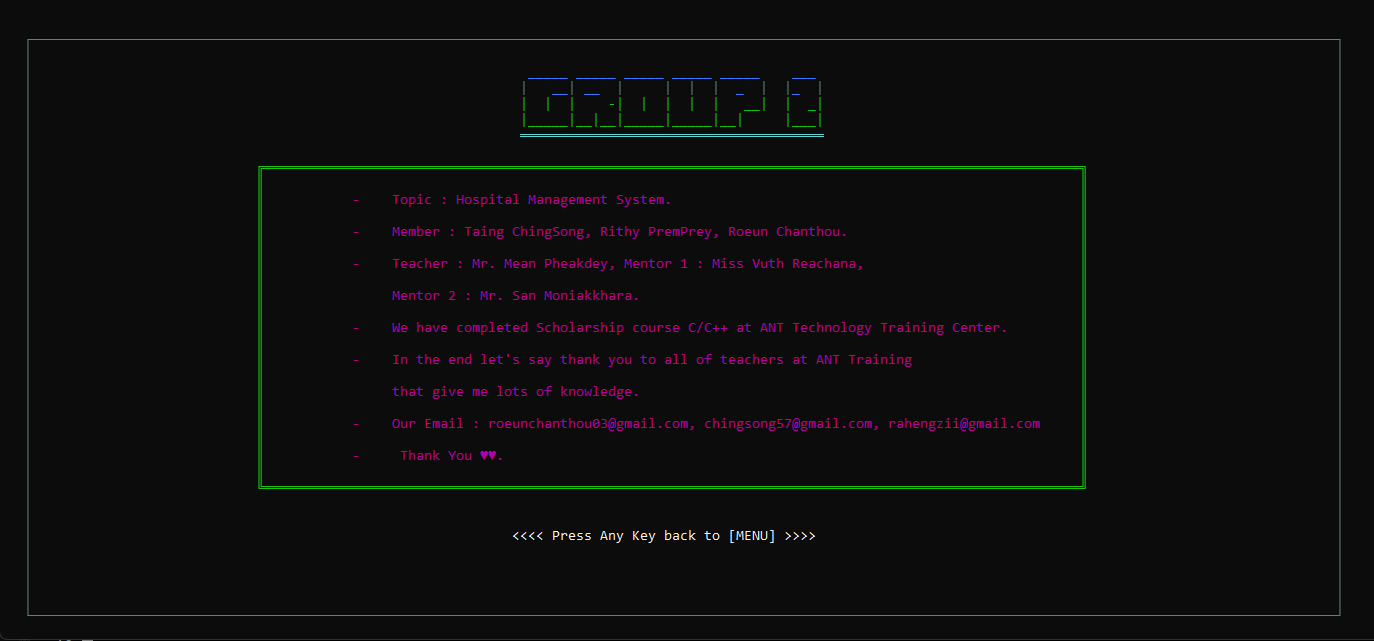 GROUP 2
- Topic : Hospital Management System.
- Member : Taing ChingSong, Rithy PremPrey, Roeun Chanthou.
- Teacher : Mr. Mean Pheakdey, Mentor 1 : Miss Vuth Reachana,
Mentor 2 : Mr. San Moniakkhara.
- We have completed Scholarship course C/C++ at ANT Technology Training Center.
- In the end let's say thank you to all of teachers at ANT Training
that give me lots of knowledge.
- Our Email : roeunchanthou03@gmail.com, chingsong57@gmail.com, rahengzii@gmail.com
- Thank You ♥♥.
<<<< Press Any Key back to [MENU] >>>>